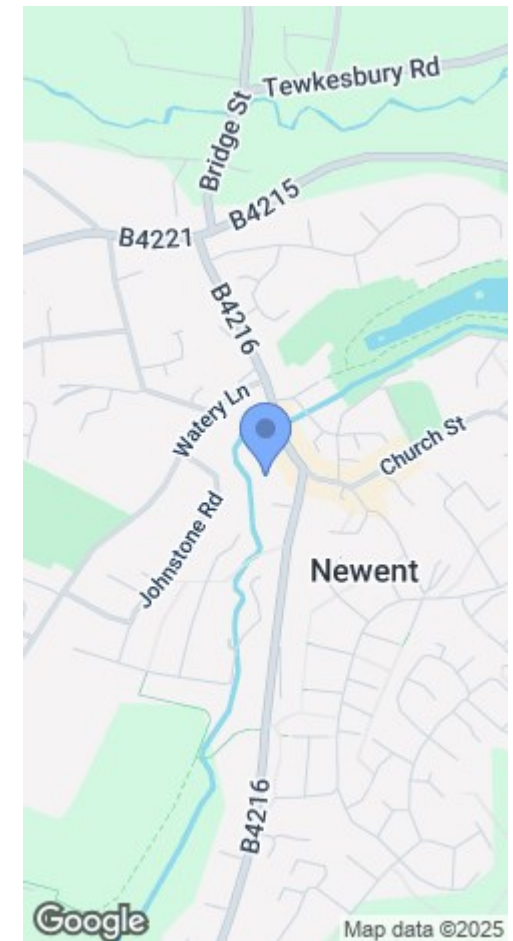 Tewkesbury Rd
Bridge St
B4215
B4221
B4216
Watery Ln
Church St
Johnstone Rd
Newent
B4216
Google
Map data ©2025